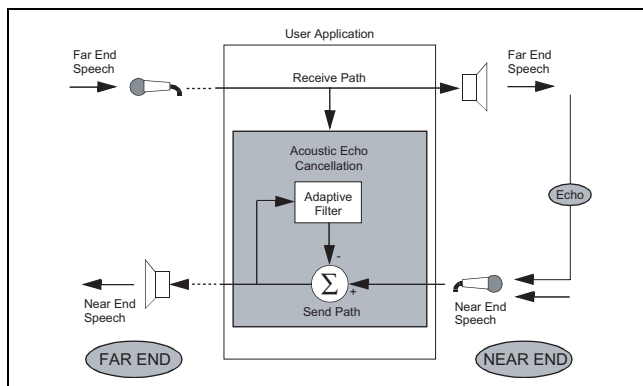 User Application
Far End
Speech
Receive Path
Far End
Speech
Acoustic Echo
Cancellation
Adaptive
Filter
Echo
-
Σ
+
Near End
Speech
Send Path
Near End
Speech
FAR END
NEAR END